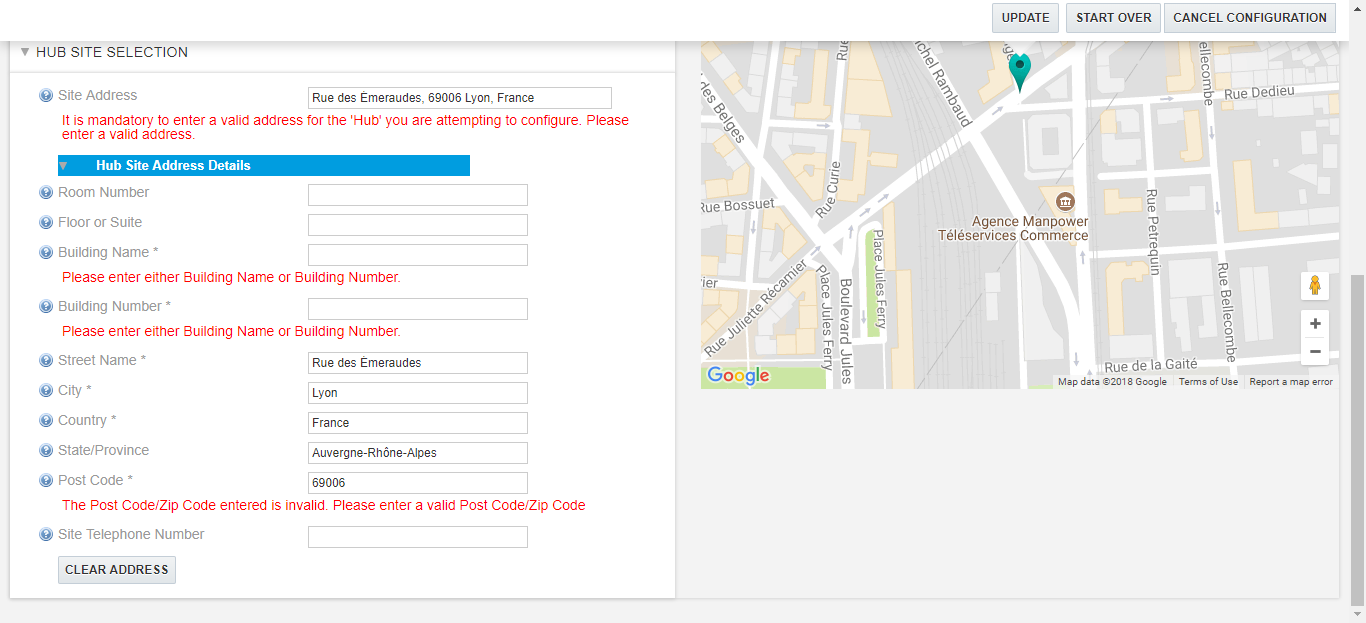 UPDATE
START OVER
CANCEL CONFIGURATION
HUB SITE SELECTION
Site Address
Rue des Émeraudes, 69006 Lyon, France
It is mandatory to enter a valid address for the 'Hub' you are attempting to configure. Please
enter a valid address.
Hub Site Address Details
Room Number
Floor or Suite
Building Name *
Please enter either Building Name or Building Number.
Building Number *
Please enter either Building Name or Building Number.
Street Name *
Rue des Émeraudes
City *
Lyon
Country *
France
State/Province
Auvergne-Rhône-Alpes
Post Code *
69006
The Post Code/Zip Code entered is invalid. Please enter a valid Post Code/Zip Code
Site Telephone Number
CLEAR ADDRESS
des Belges
Rue
chel Rambaud
ellecombe
Rue Dedieu
Rue Curie
Rue Bossuet
Agence Manpower
Téléservices Commerce
Rue Petrequin
Place Jules Ferry
Rue Juliette Récamier
Place Jules Ferry
Boulevard Jules
Rue Bellecombe
ier
Rue de la Gaité
Google
Map data ©2018 Google
Terms of Use
Report a map error